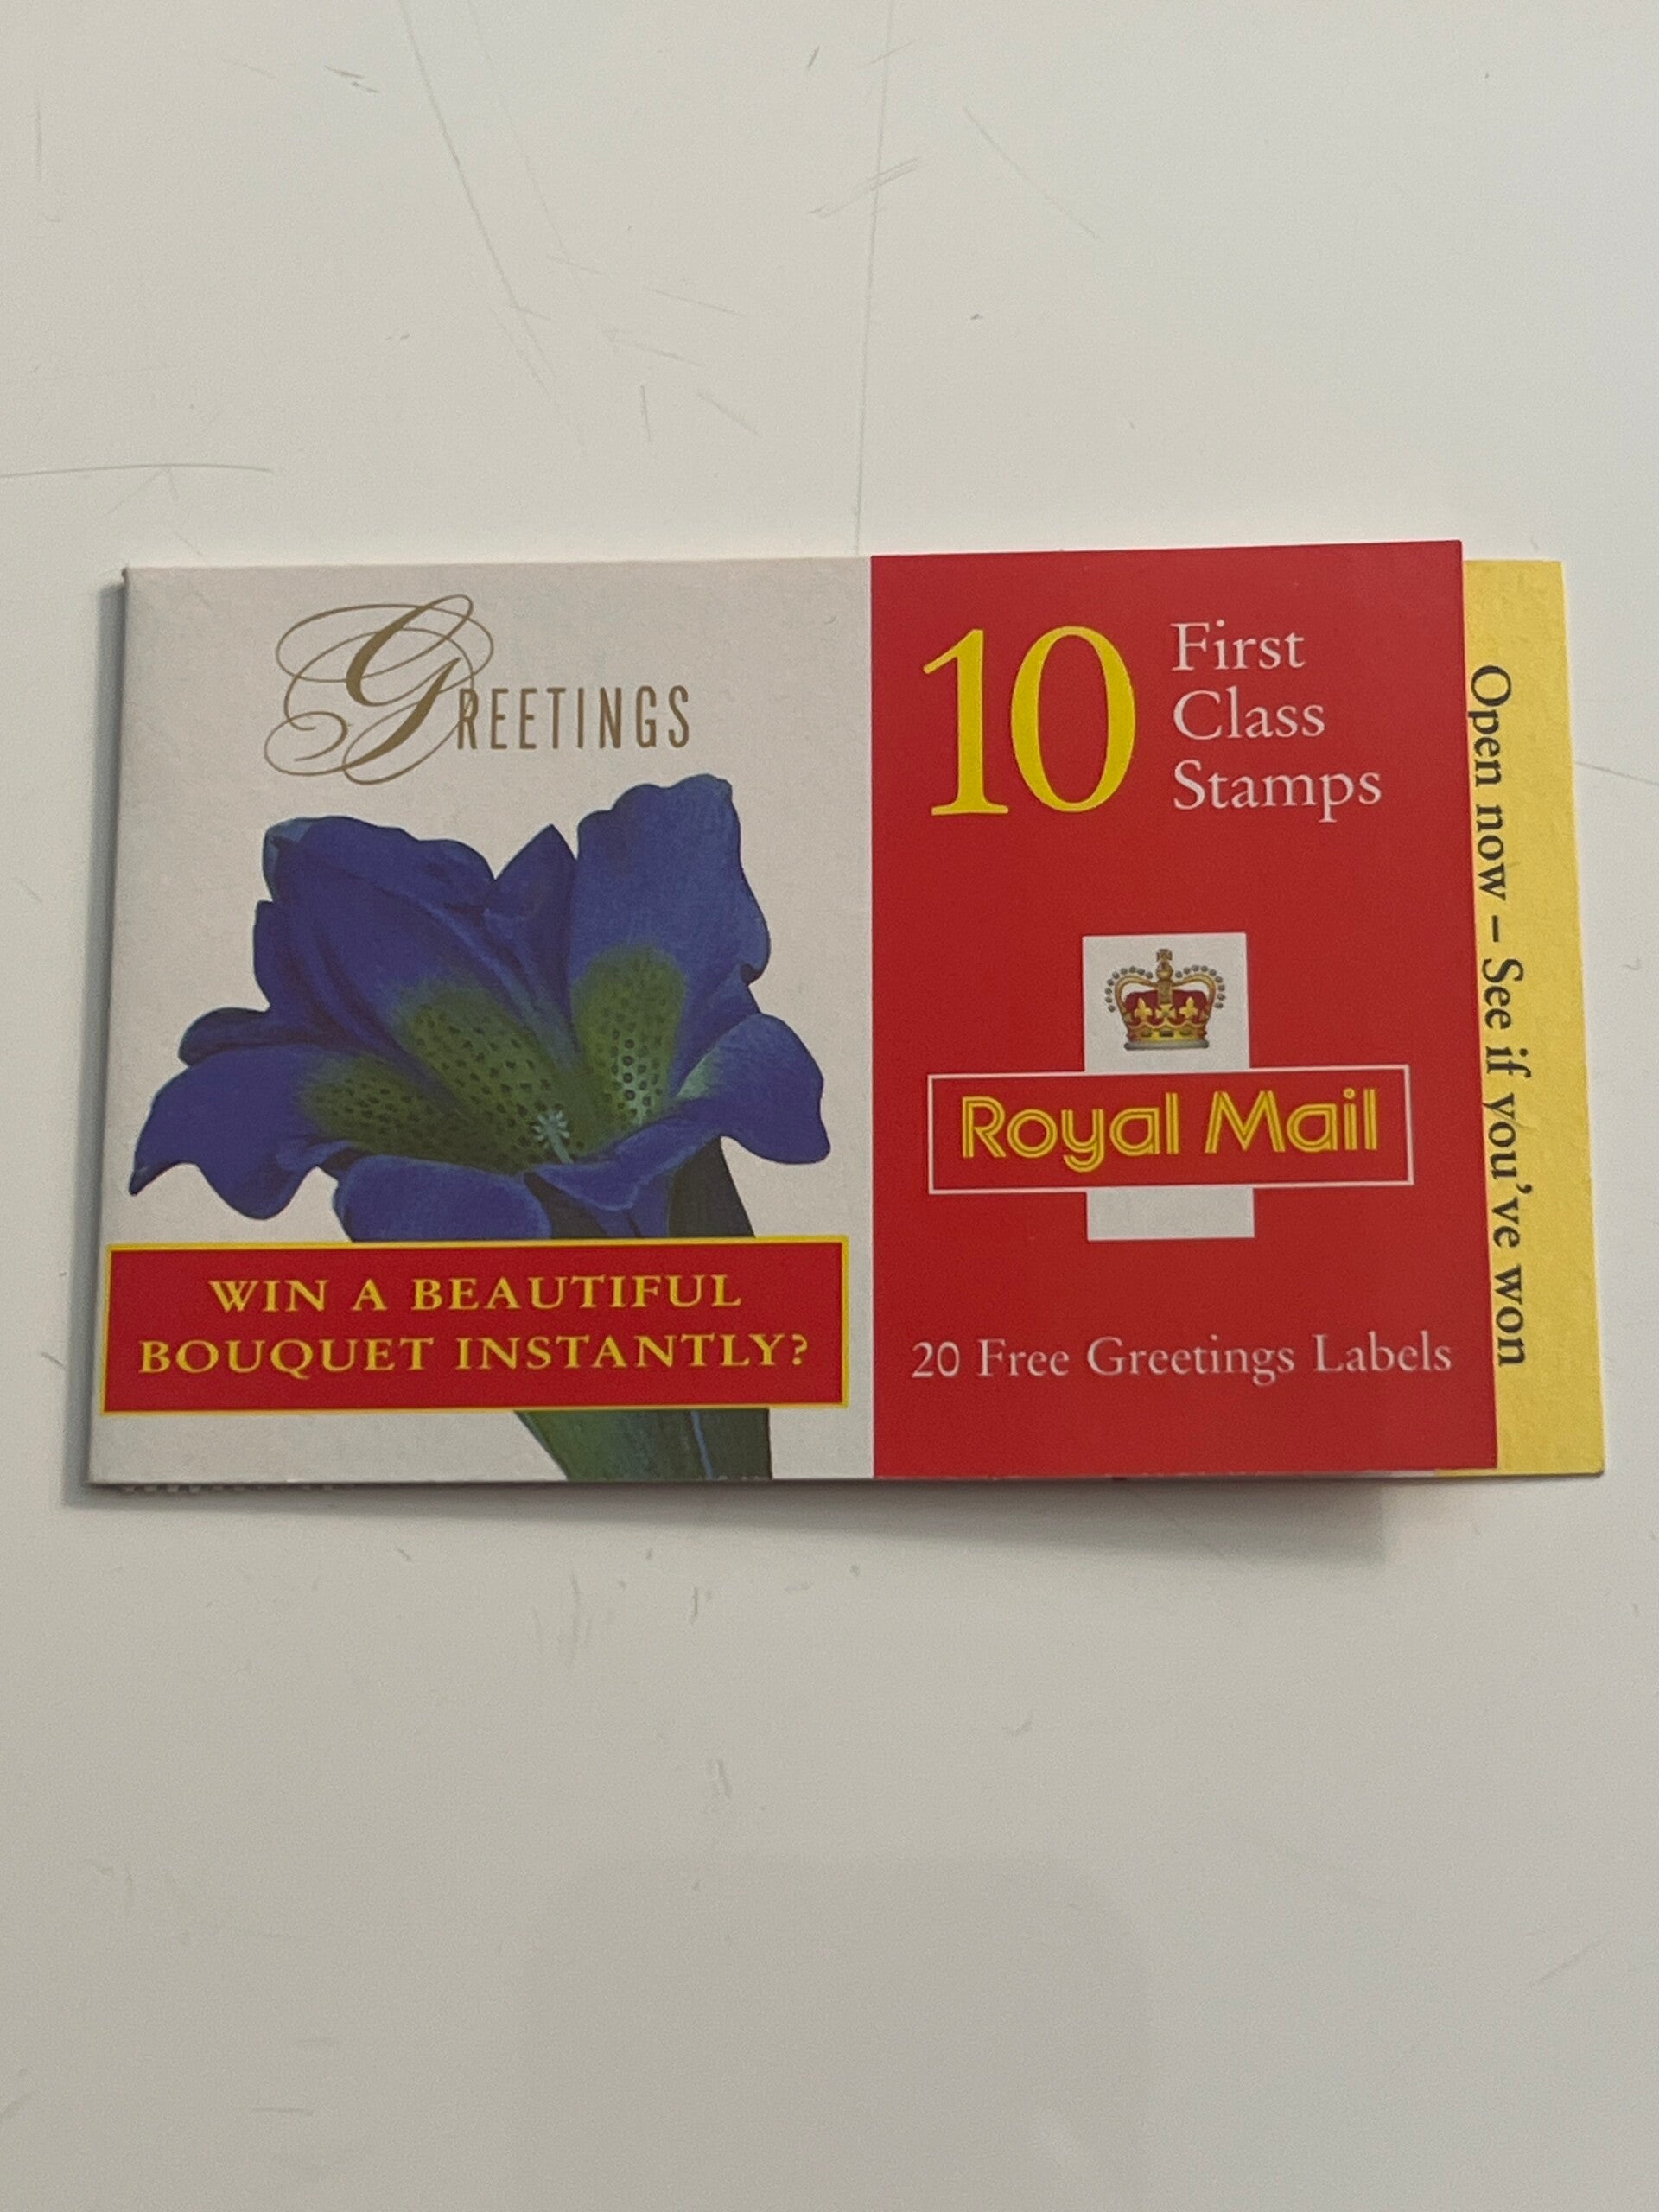 GREETINGS
WIN A BEAUTIFUL
BOUQUET INSTANTLY?
10
First
Class
Stamps
Royal Mail
20 Free Greetings Labels
Open now – See if you've won